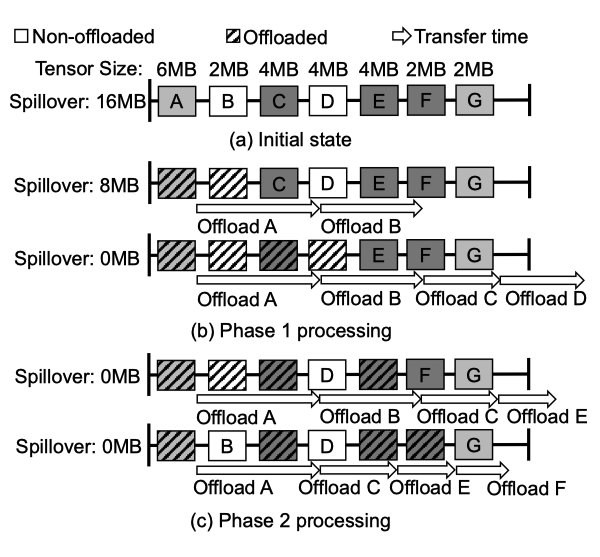 Non-offloaded Offloaded Transfer time
Tensor Size: 6MB 2MB 4MB 4MB 4MB 2MB 2MB
Spillover: 16MB A B C D E F G
(a) Initial state
Spillover: 8MB C D E F G
Offload A Offload B
Spillover: 0MB E F G
Offload A Offload B Offload C Offload D
(b) Phase 1 processing
Spillover: 0MB D F G
Offload A Offload B Offload C Offload E
Spillover: 0MB B D G
Offload A Offload C Offload E Offload F
(c) Phase 2 processing